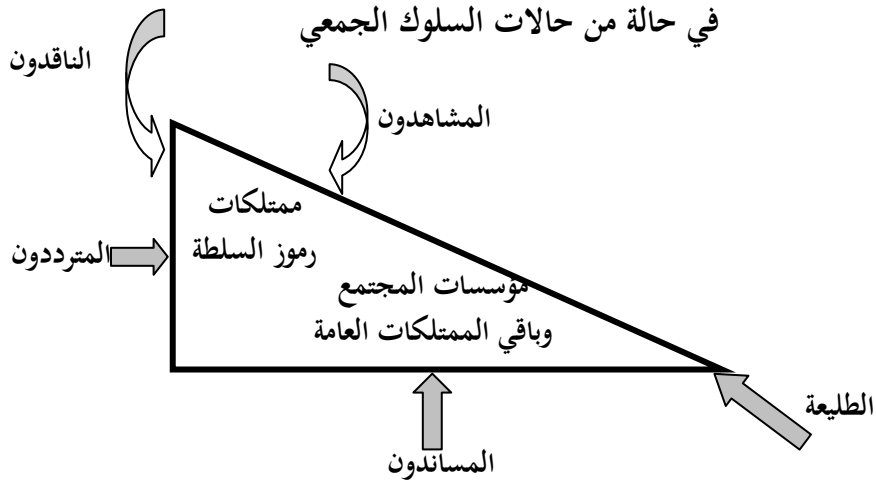 في حالة من حالات السلوك الجمعي
الناقدون
المشاهدون
ممتلكات
رموز السلطة
المترددون
مؤسسات المجتمع
وباقي الممتلكات العامة
الطليعة
المساندون